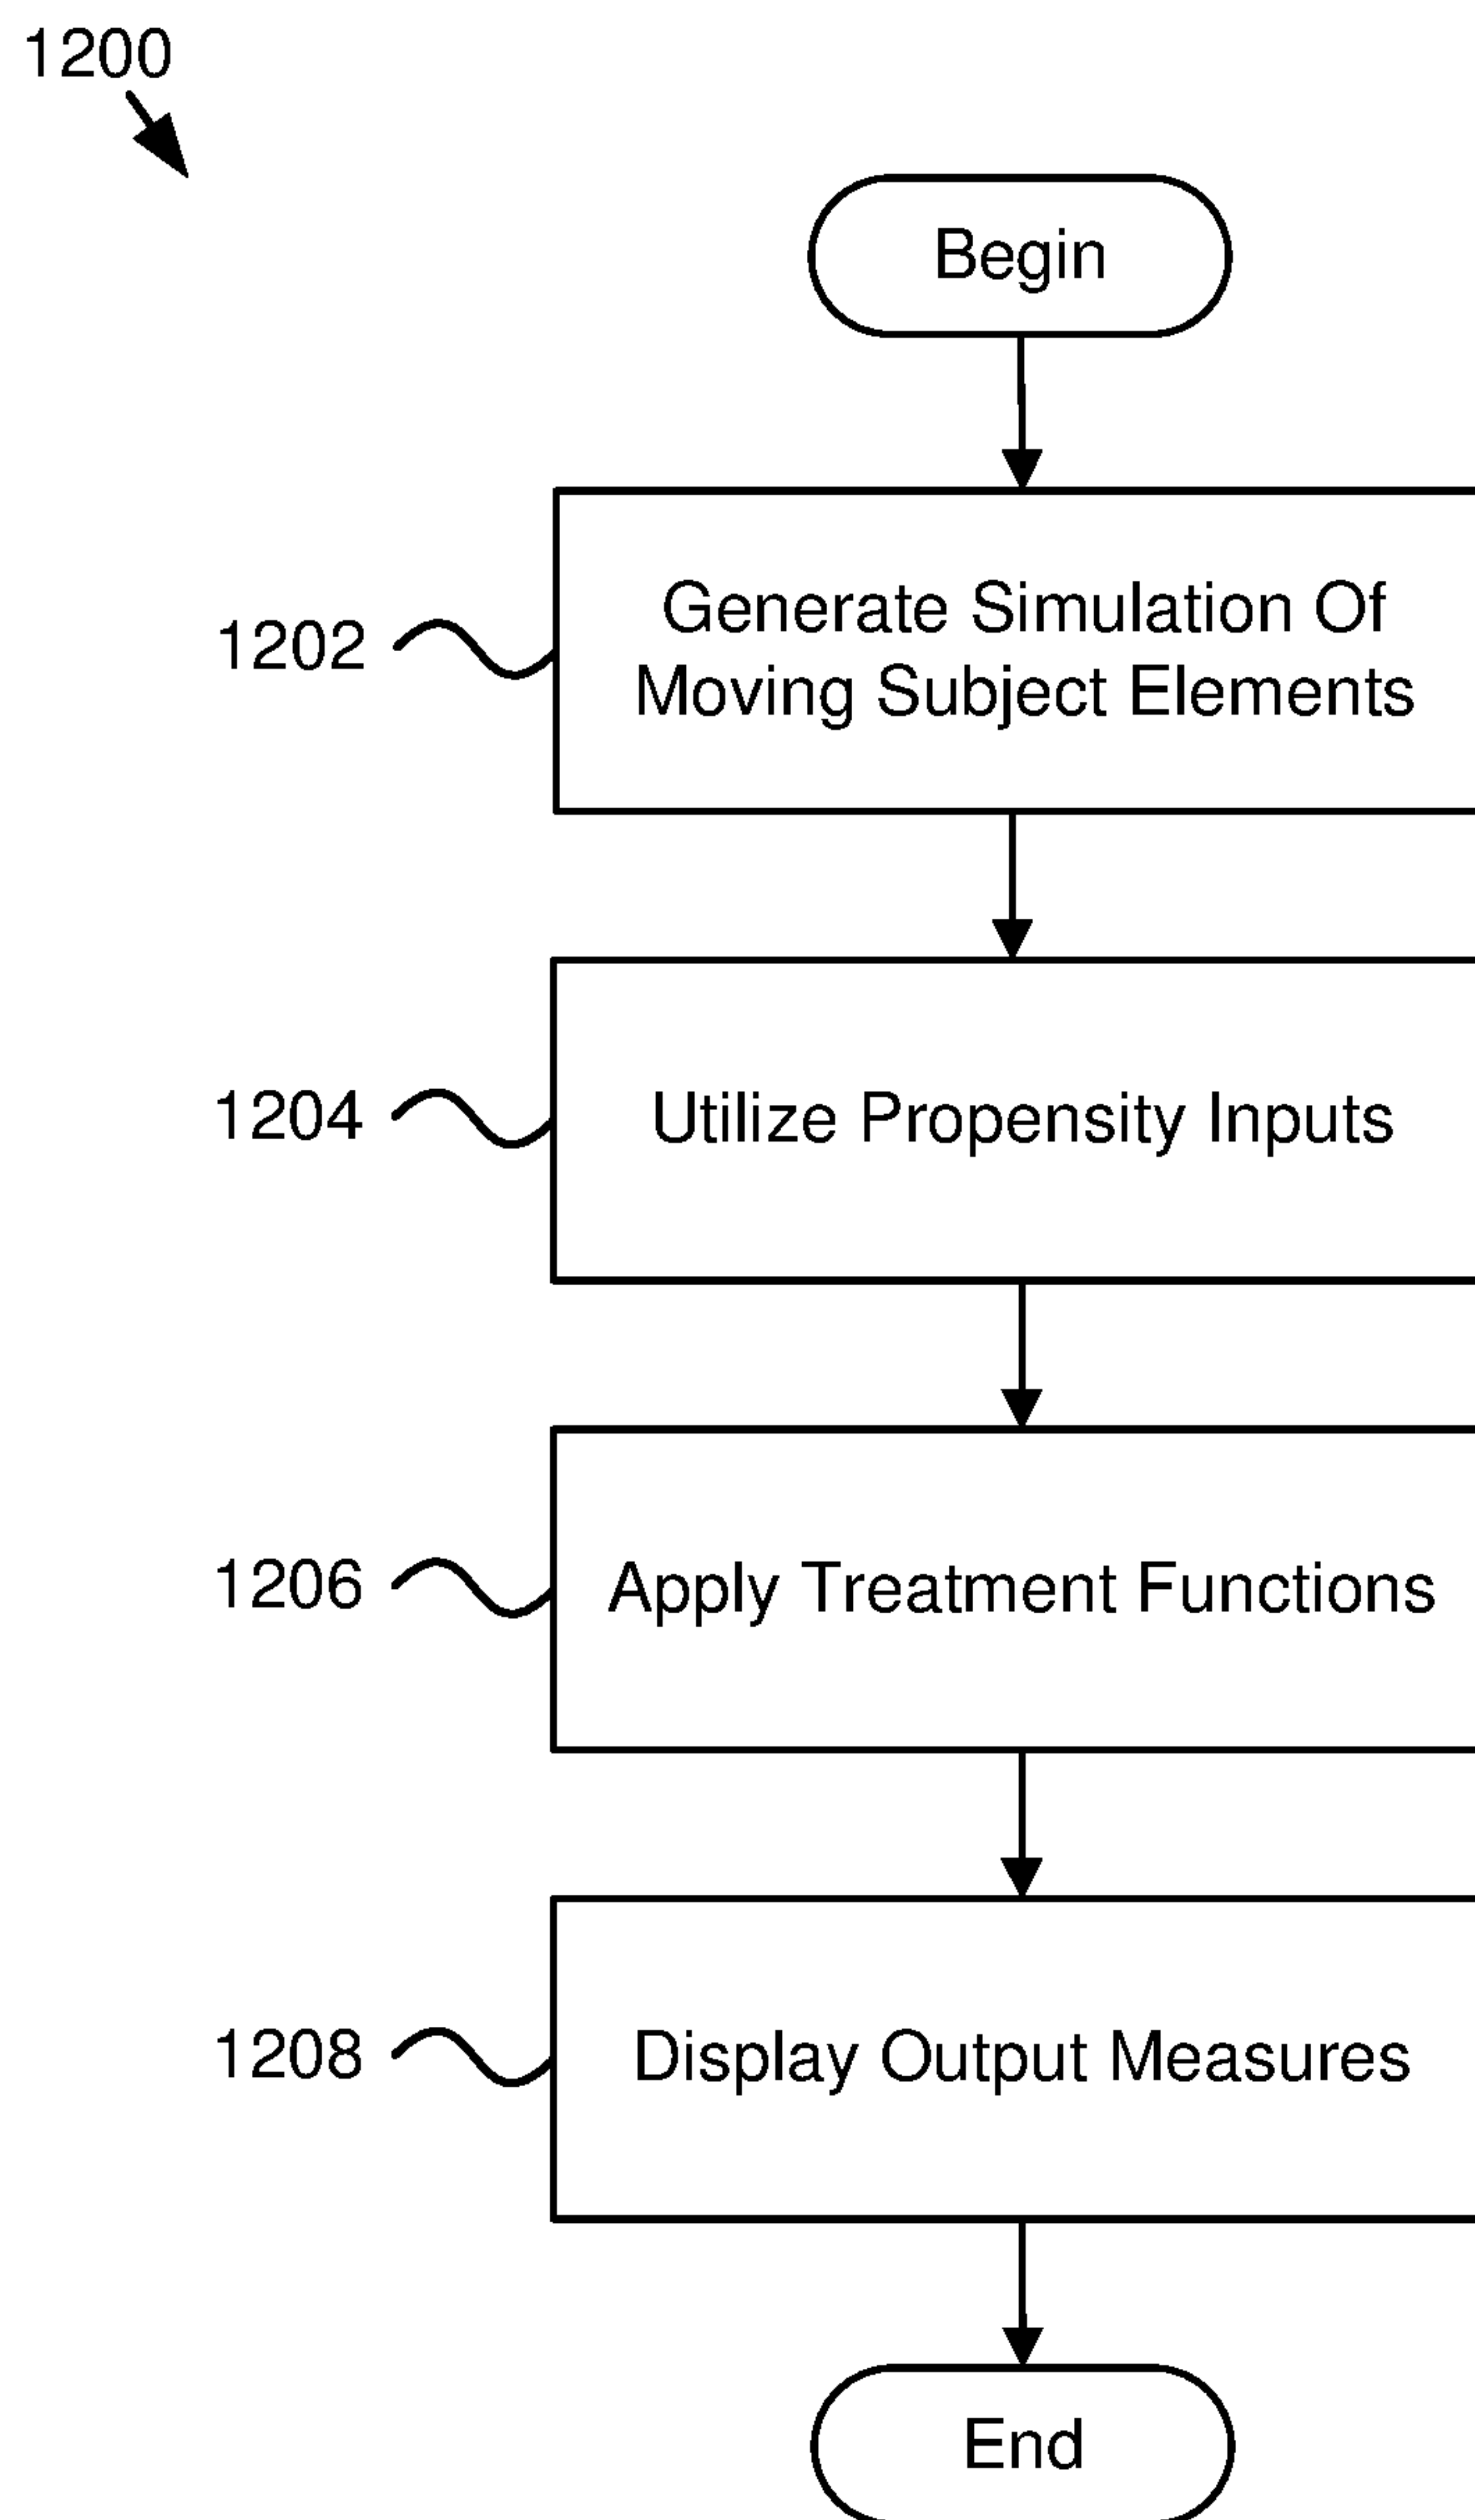 1200
Begin
1202
Generate Simulation Of
Moving Subject Elements
1204
Utilize Propensity Inputs
1206
Apply Treatment Functions
1208
Display Output Measures
End